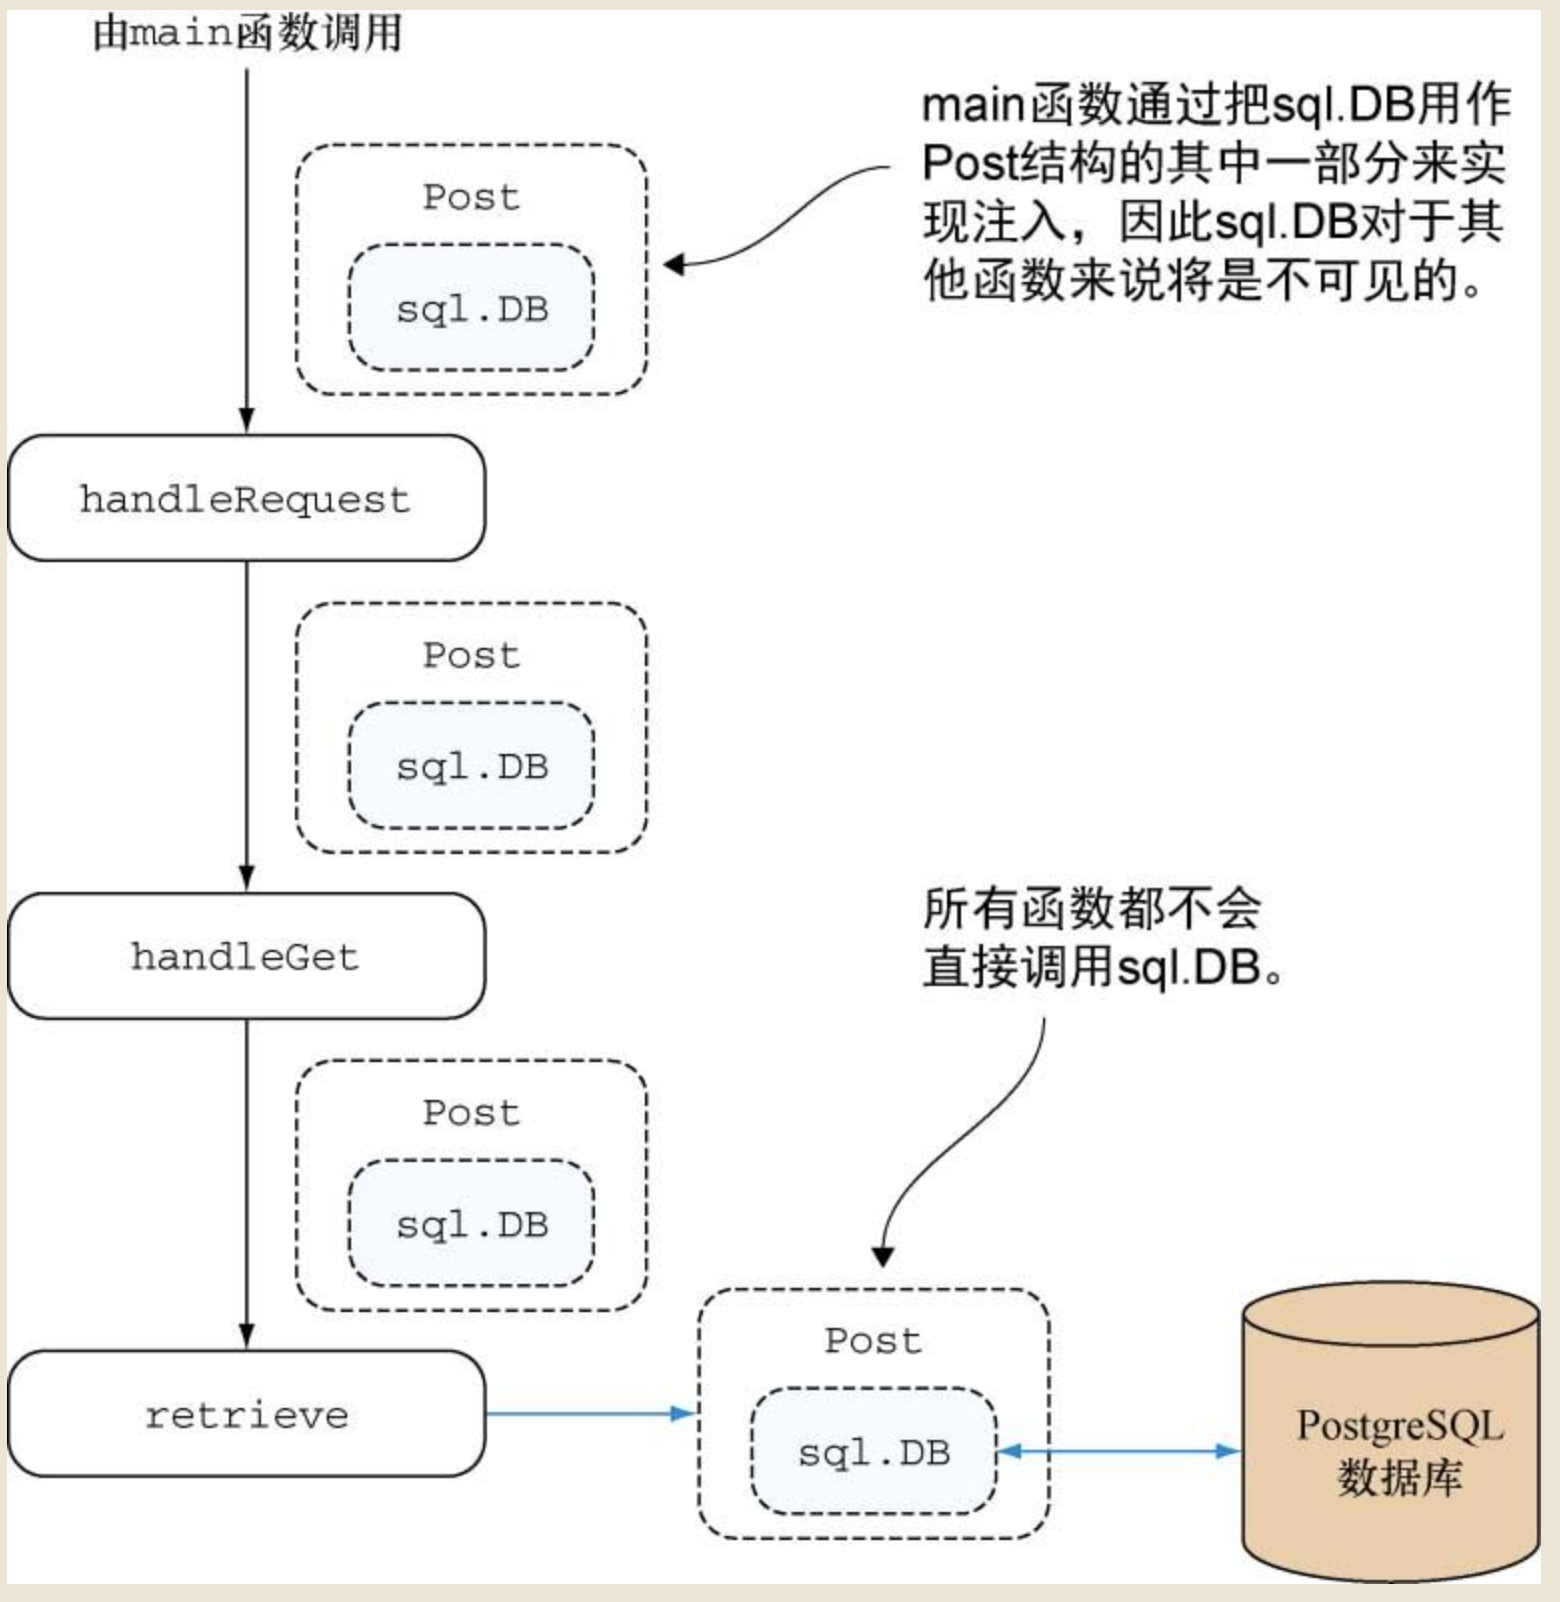 由main函数调用
main函数通过把sql.DB用作
Post结构的其中一部分来实
现注入，因此sql.DB对于其
他函数来说将是不可见的。
Post
sql.DB
handleRequest
Post
sql.DB
handleGet
所有函数都不会
直接调用sql.DB。
Post
sql.DB
retrieve
Post
sql.DB
PostgreSQL
数据库